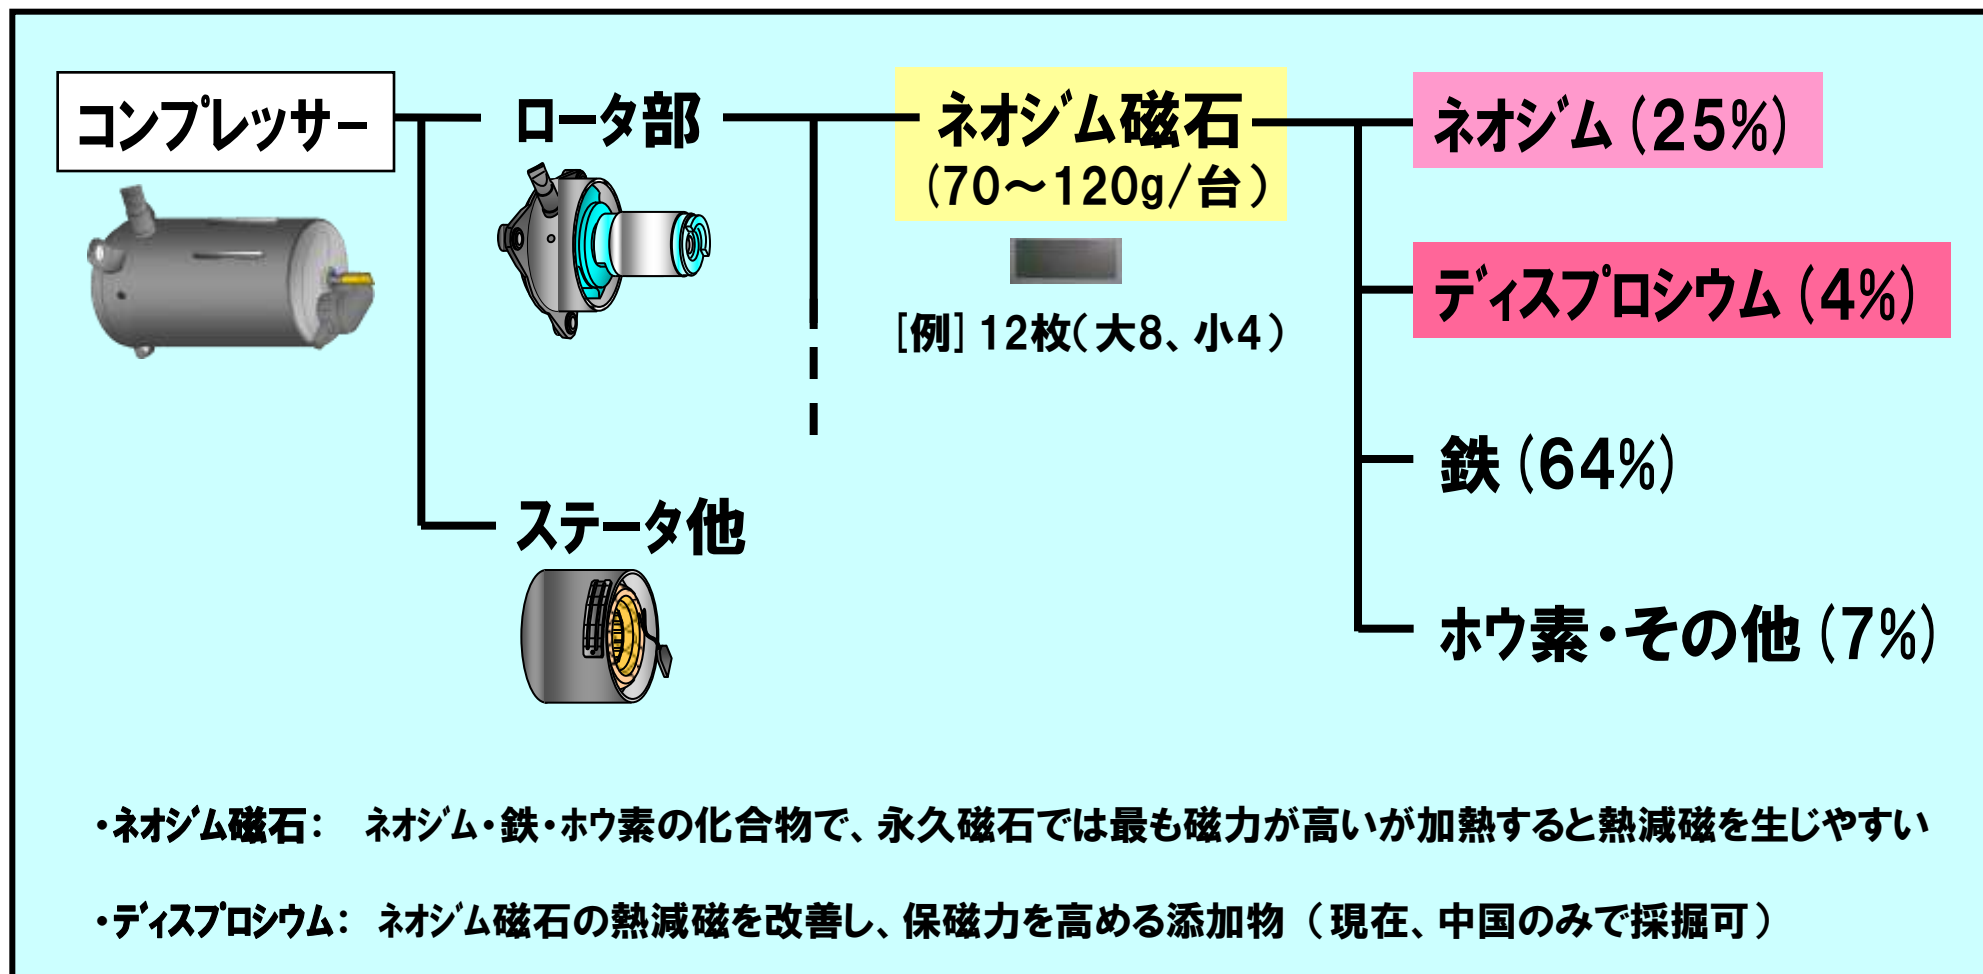 コンプレッサー
ロータ部
ネオジム磁石
(70～120g/台)
[例] 12枚(大8、小4)
ネオジム(25%)
ディスプロシウム(4%)
鉄(64%)
ホウ素・その他(7%)
ステータ他
・ネオジム磁石： ネオジム・鉄・ホウ素の化合物で、永久磁石では最も磁力が高いが加熱すると熱減磁を生じやすい
・ディスプロシウム： ネオジム磁石の熱減磁を改善し、保磁力を高める添加物（現在、中国のみで採掘可）